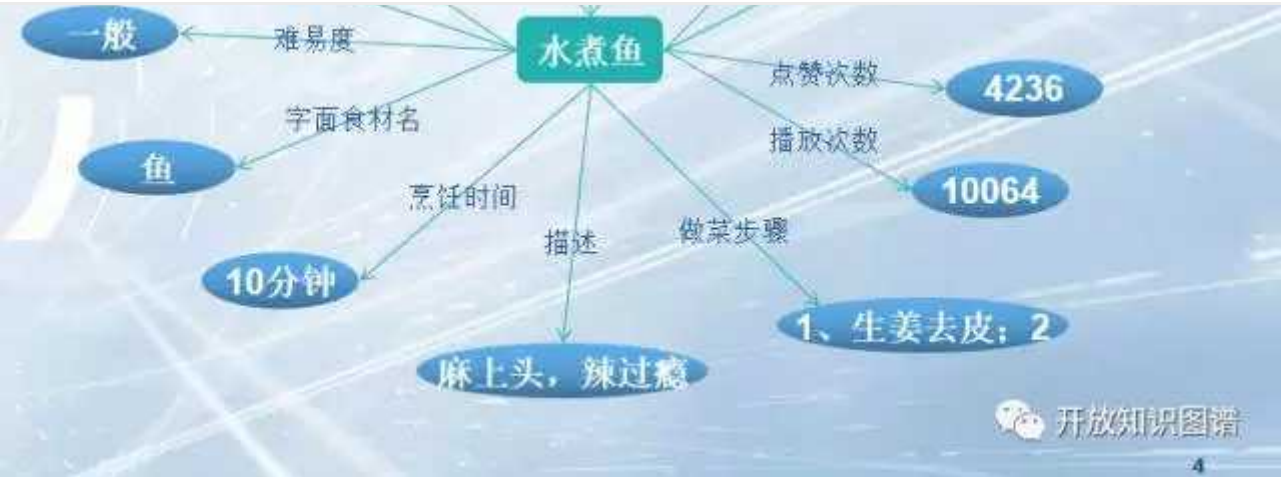 一般
难易度
水煮鱼
点赞次数
4236
字面食材名
播放次数
鱼
10064
烹饪时间
描述
做菜步骤
10分钟
1、生姜去皮；2
麻上头，辣过瘾
开放知识图谱
4